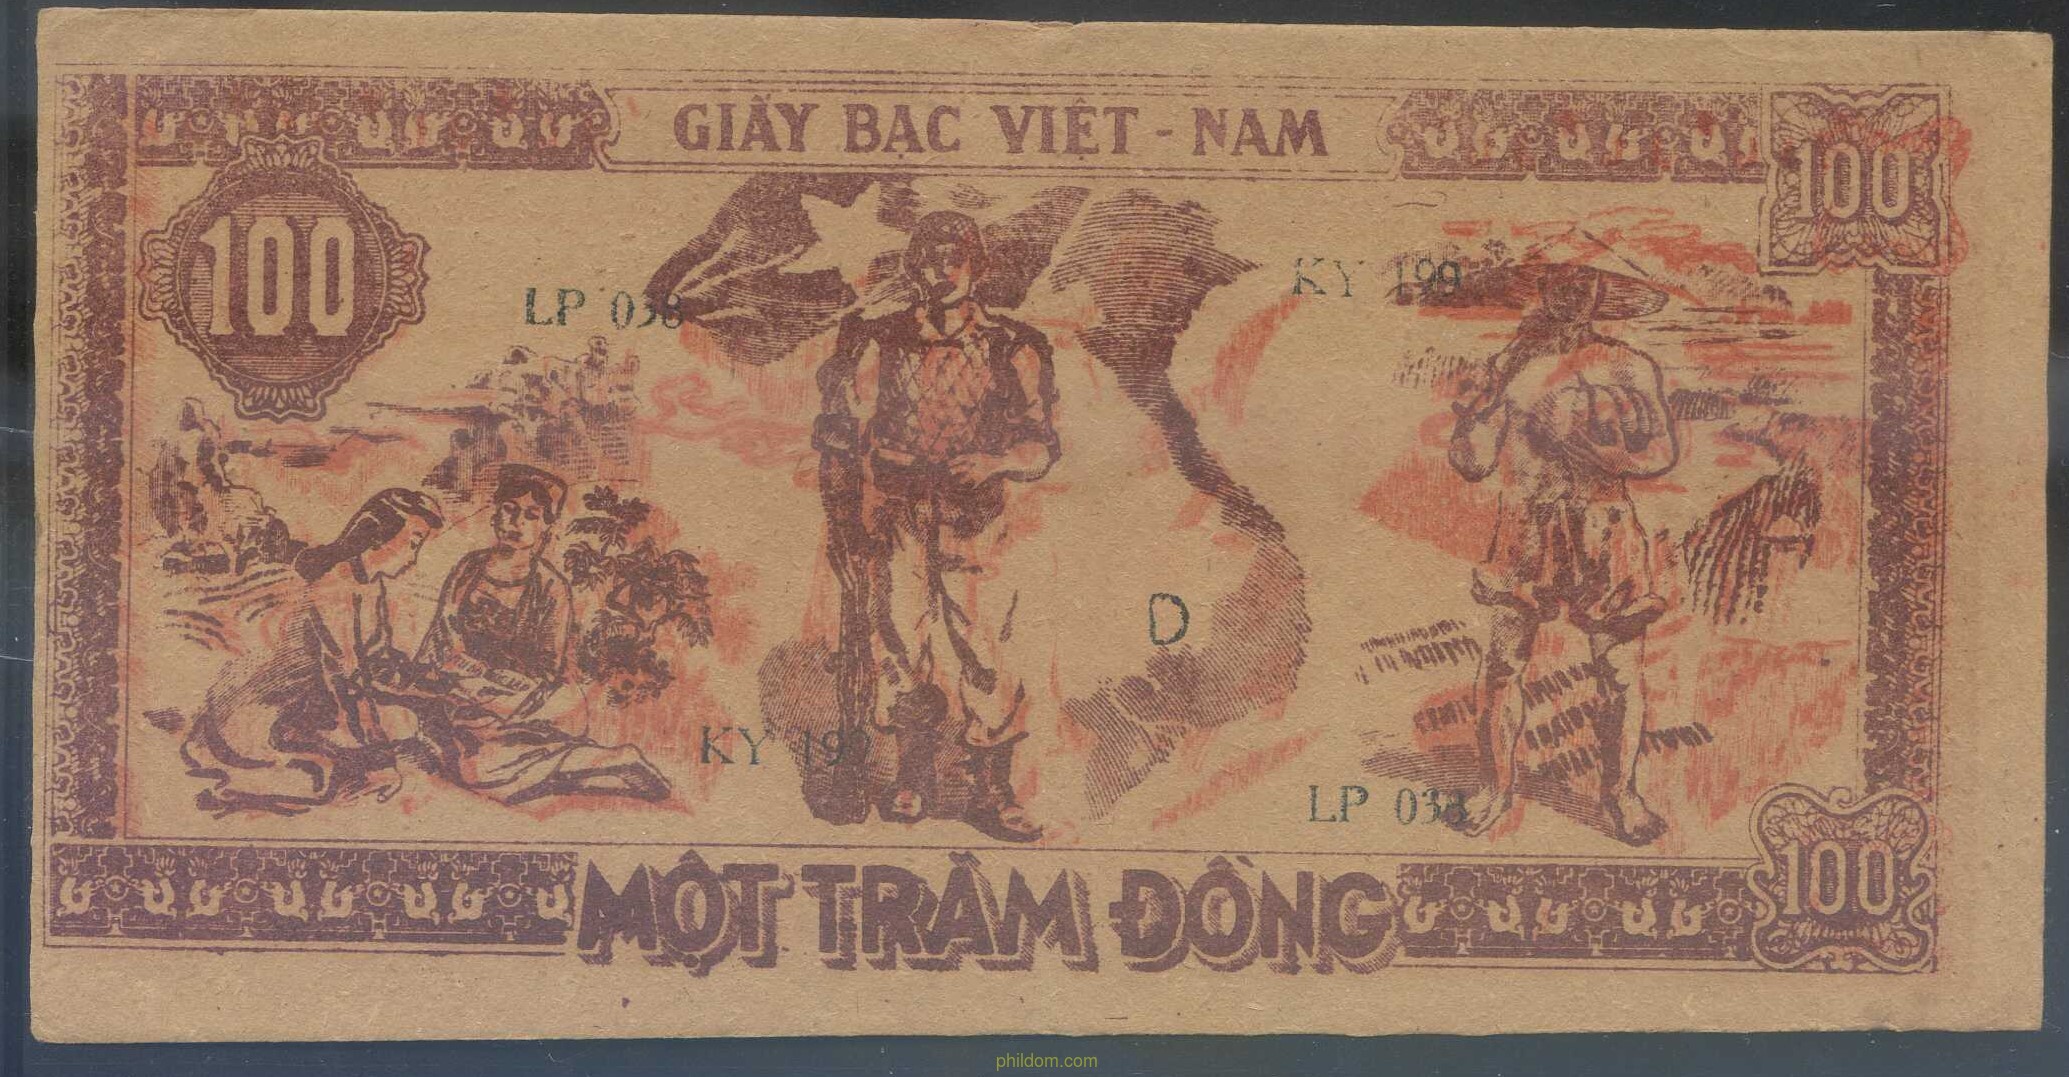 GIẤY BẠC VIỆT-NAM
100
100
KY 199
LP 038
D
KY 19
LP 038
100
MỘT TRĂM ĐỒNG
phildom.com